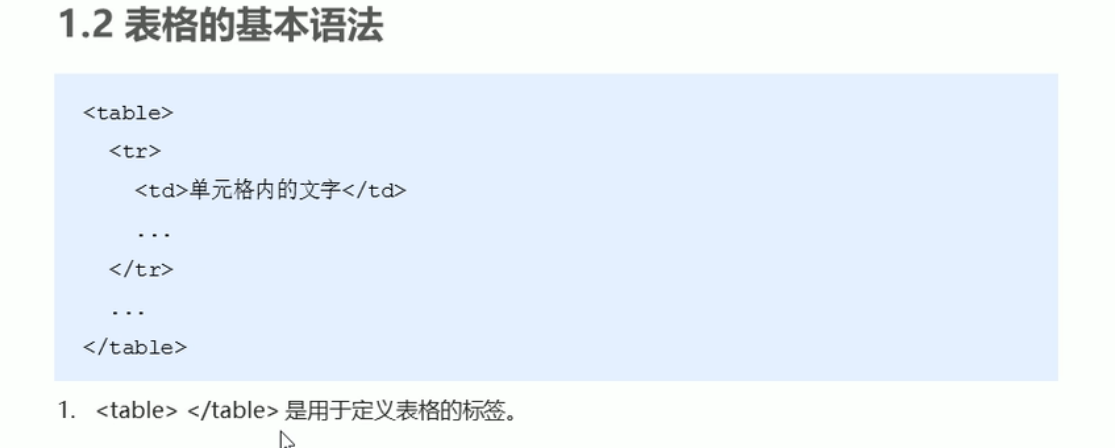 1.2 表格的基本语法
<table>
<tr>
<td>单元格内的文字</td>
...
</tr>
...
</table>
1. <table> </table> 是用于定义表格的标签。